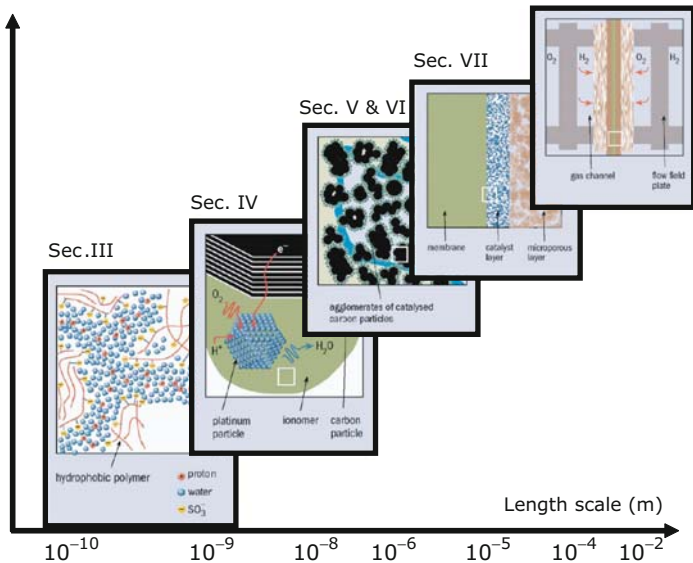 Sec. VII
O₂ H₂ O₂ H₂
gas channel
flow field
plate
Sec. V & VI
membrane
catalyst
layer
microporous
layer
Sec. IV
agglomerates of catalysed
carbon particles
Sec.III
e⁻
O₂
H⁺
H₂O
platinum
particle
ionomer
carbon
particle
hydrophobic polymer
proton
water
SO₃⁻
Length scale (m)
10⁻¹⁰ 10⁻⁹ 10⁻⁸ 10⁻⁶ 10⁻⁵ 10⁻⁴ 10⁻²